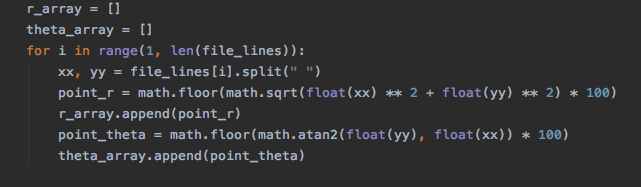 r_array = []
theta_array = []
for i in range(1, len(file_lines)):
    xx, yy = file_lines[i].split(" ")
    point_r = math.floor(math.sqrt(float(xx) ** 2 + float(yy) ** 2) * 100)
    r_array.append(point_r)
    point_theta = math.floor(math.atan2(float(yy), float(xx)) * 100)
    theta_array.append(point_theta)